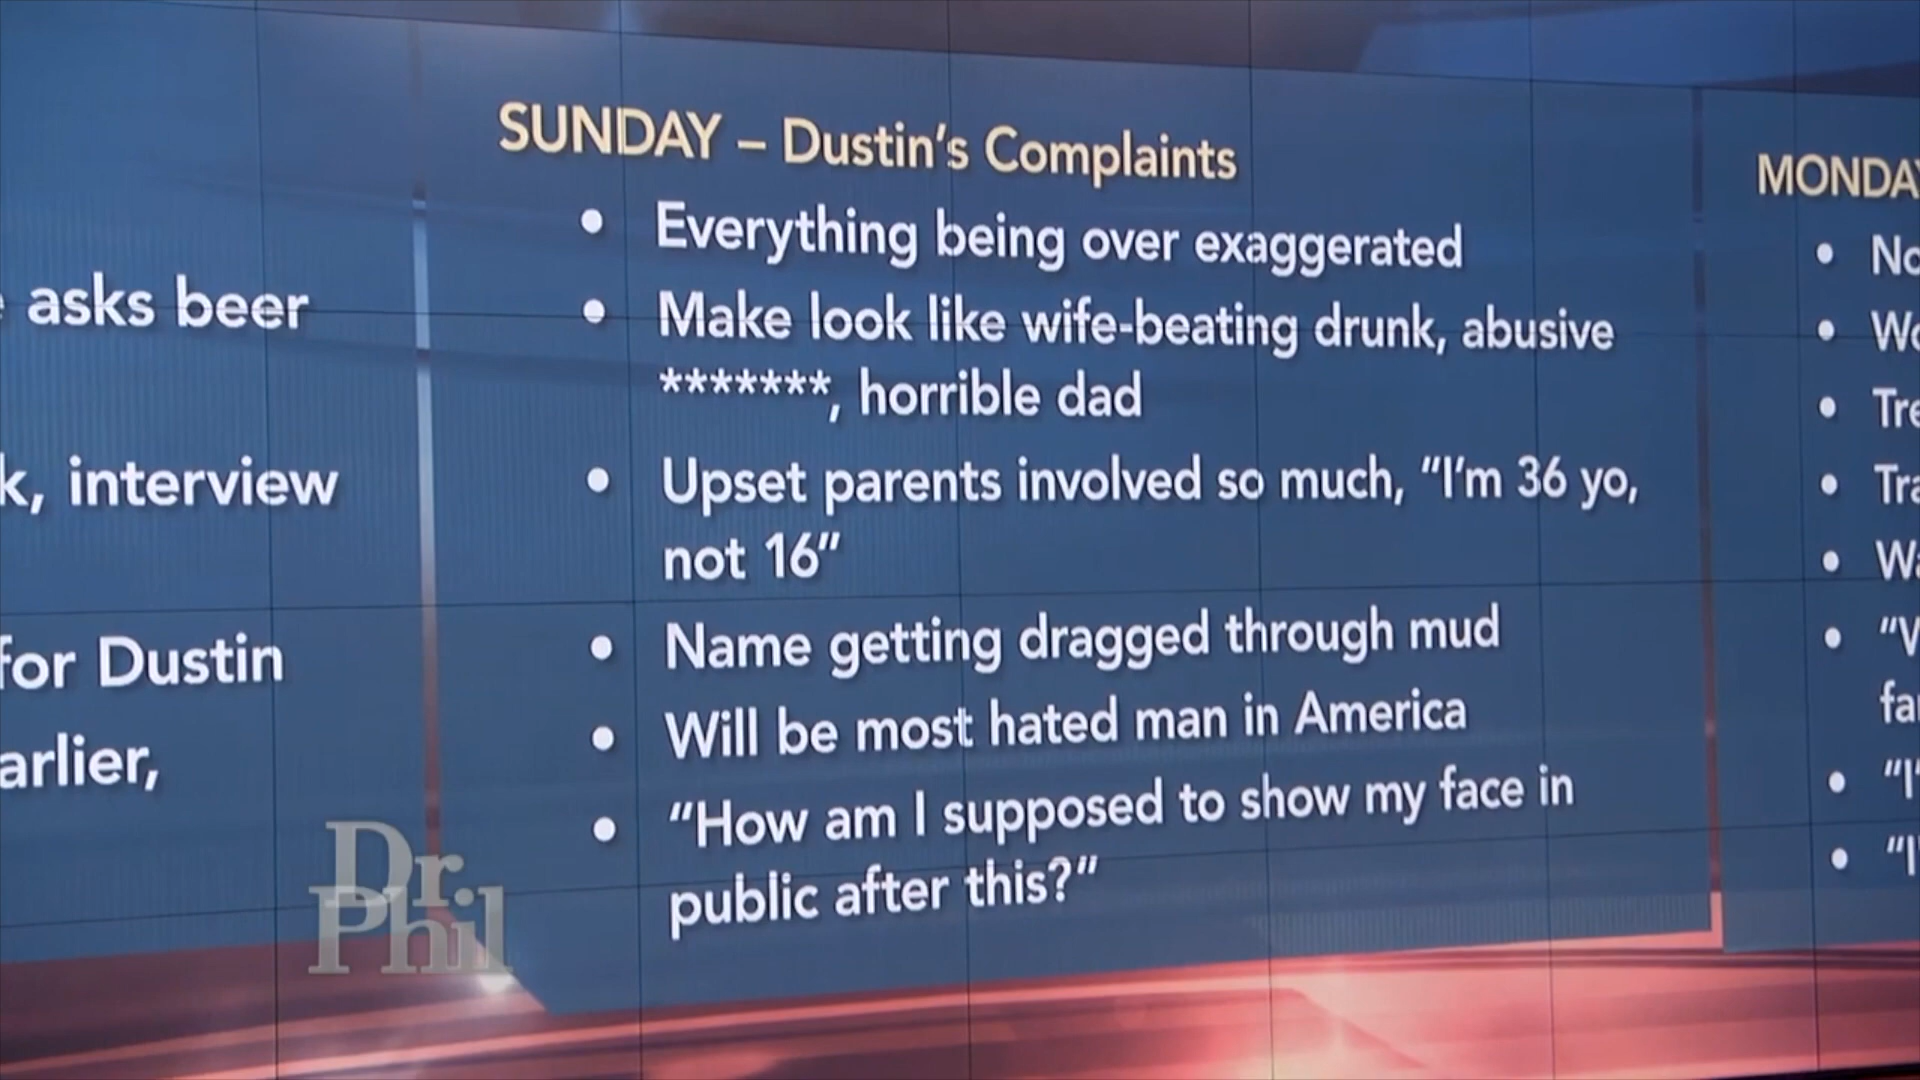 asks beer
interview
for Dustin
SUNDAY – Dustin's Complaints
• Everything being over exaggerated
• Make look like wife-beating drunk, abusive
*******, horrible dad
• Upset parents involved so much, "I'm 36 yo,
not 16"
• Name getting dragged through mud
• Will be most hated man in America
• "How am I supposed to show my face in
public after this?"
MONDAY
Dr.
Phil